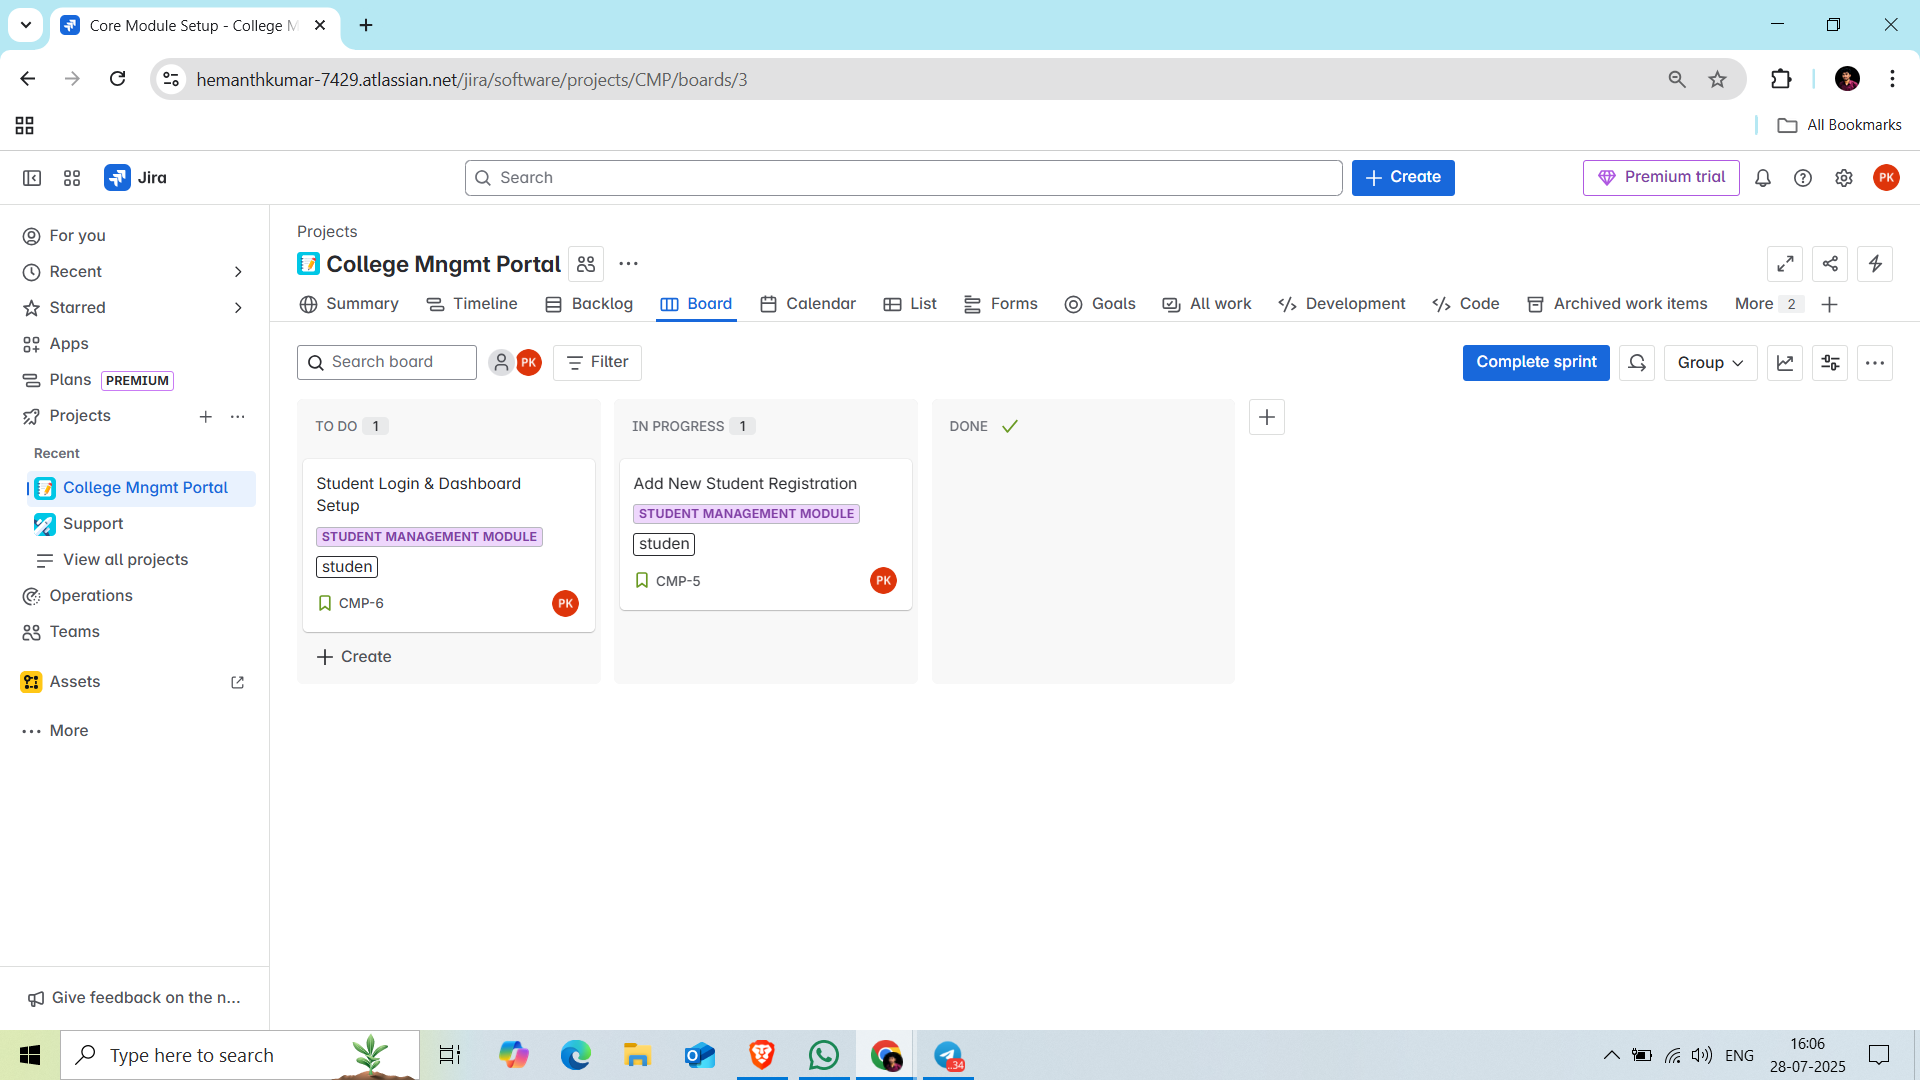 Core Module Setup - College M
hemanthkumar-7429.atlassian.net/jira/software/projects/CMP/boards/3
All Bookmarks
Jira
Search
Create
Premium trial
PK
For you
Recent
Starred
Apps
Plans PREMIUM
Projects
Recent
College Mngmt Portal
Support
View all projects
Operations
Teams
Assets
More
Give feedback on the n...
Projects
College Mngmt Portal
Summary Timeline Backlog Board Calendar List Forms Goals All work Development Code Archived work items More 2
Search board PK Filter
Complete sprint Group
TO DO 1
Student Login & Dashboard
Setup
STUDENT MANAGEMENT MODULE
studen
CMP-6 PK
Create
IN PROGRESS 1
Add New Student Registration
STUDENT MANAGEMENT MODULE
studen
CMP-5 PK
DONE
Type here to search
34
ENG
16:06
28-07-2025